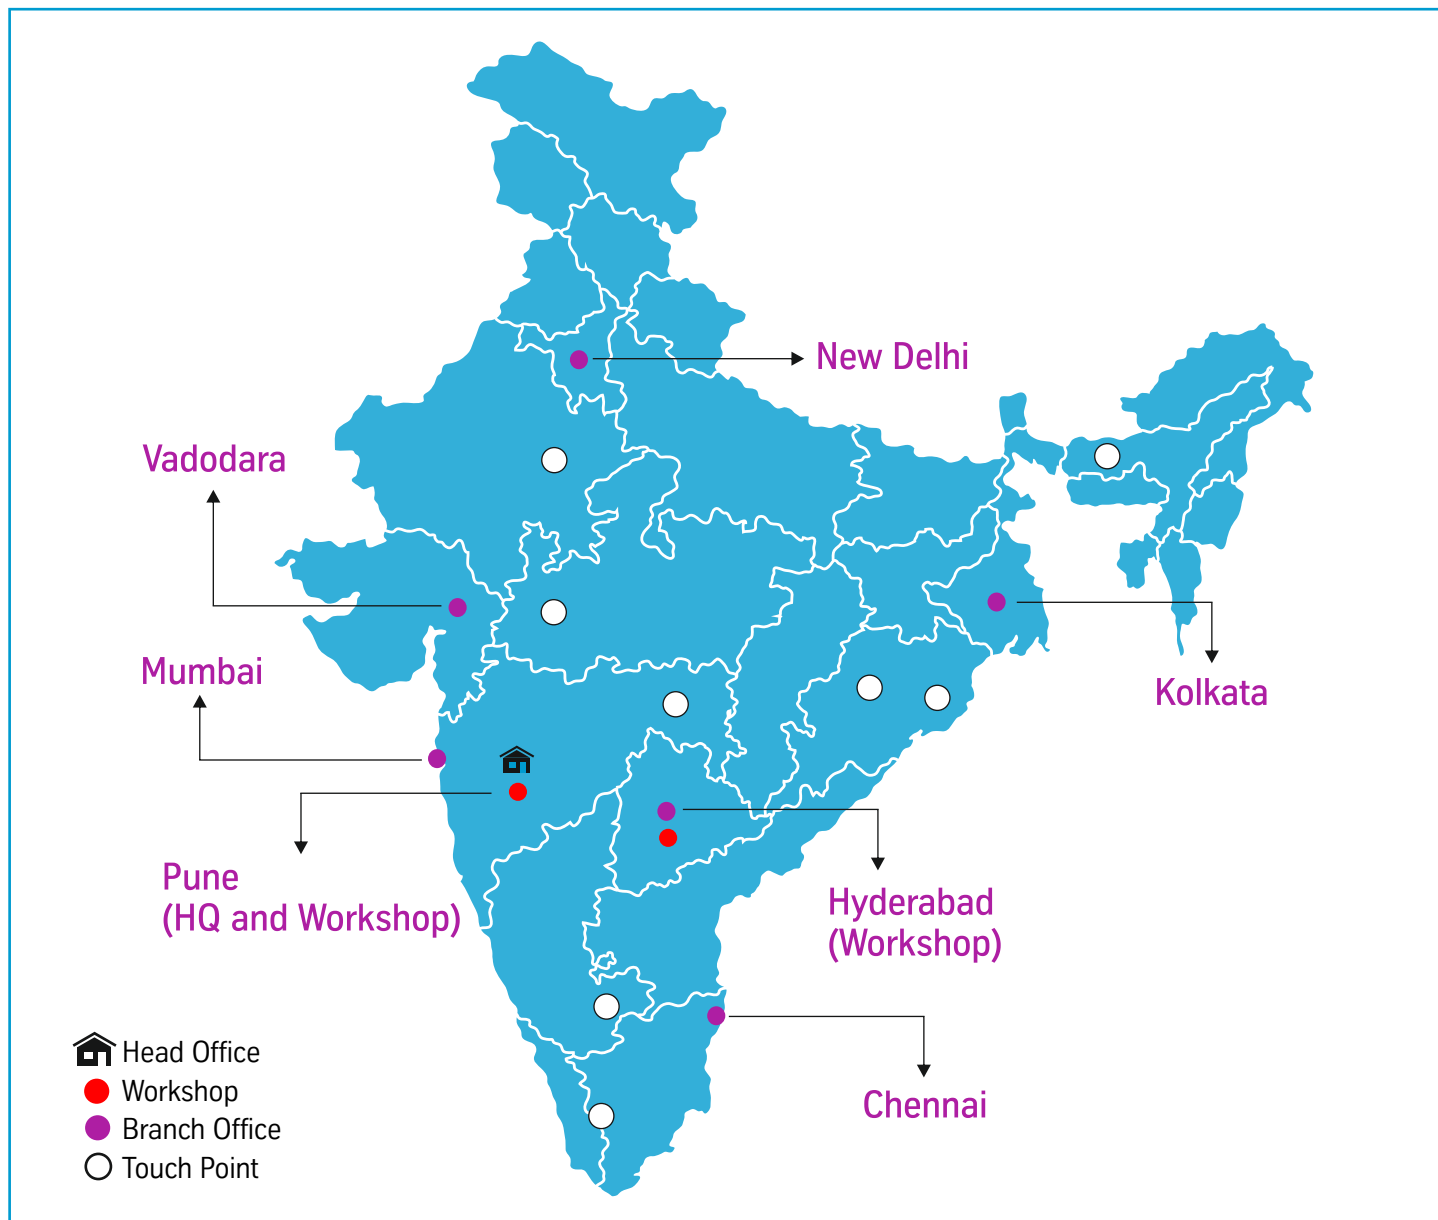 New Delhi
Vadodara
Mumbai
Kolkata
Pune
(HQ and Workshop)
Hyderabad
(Workshop)
Chennai
Head Office
Workshop
Branch Office
Touch Point